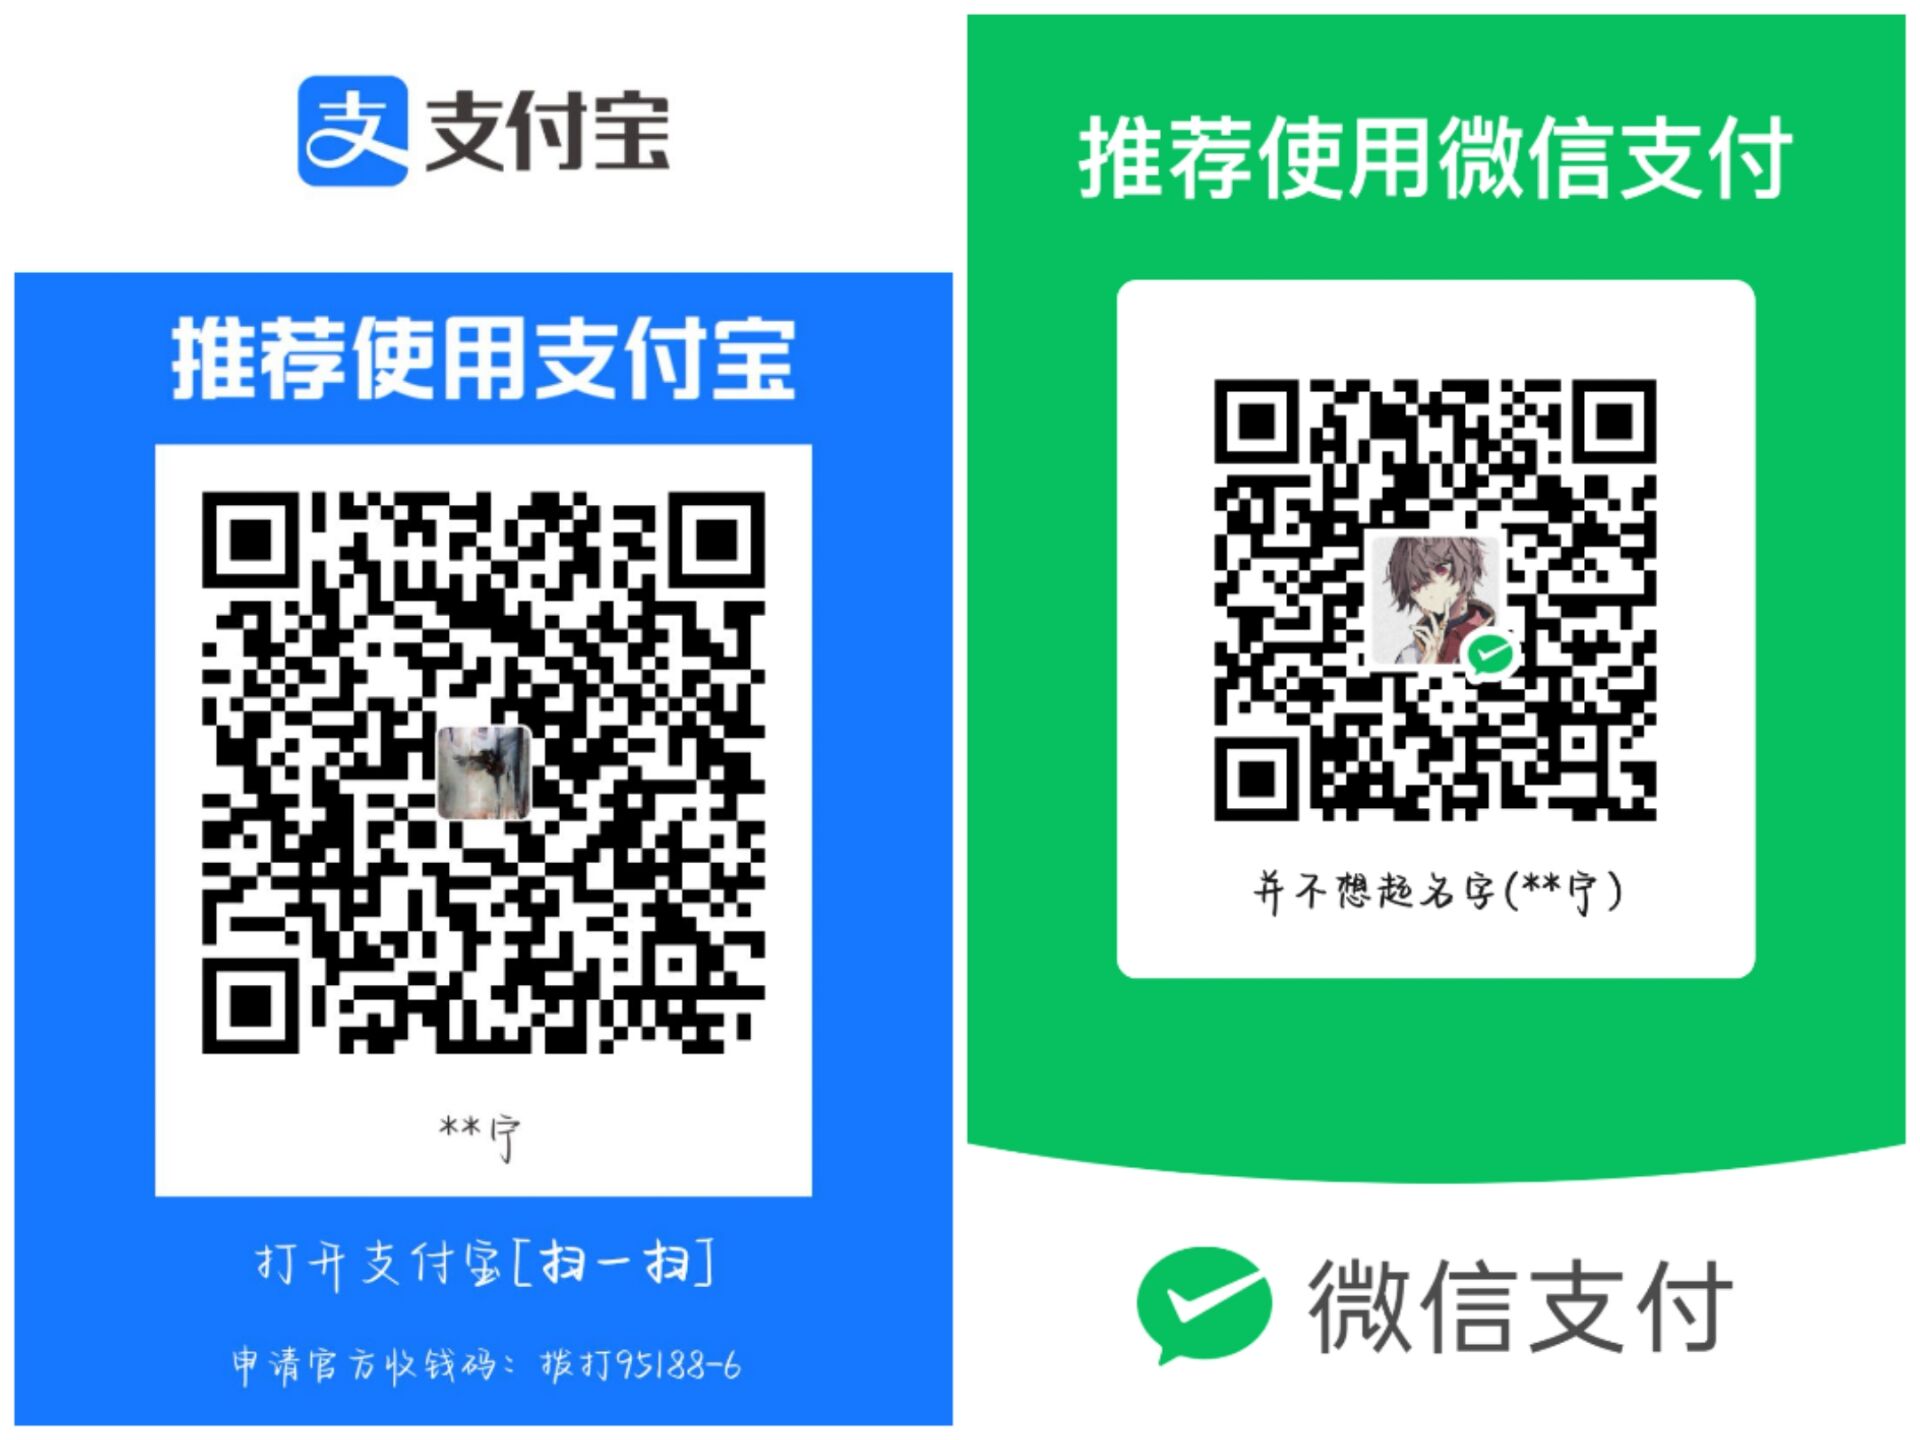 支付宝
推荐使用支付宝
**宁
打开支付宝[扫一扫]
申请官方收钱码：拨打95188-6
推荐使用微信支付
并不想起名字(**宁)
微信支付